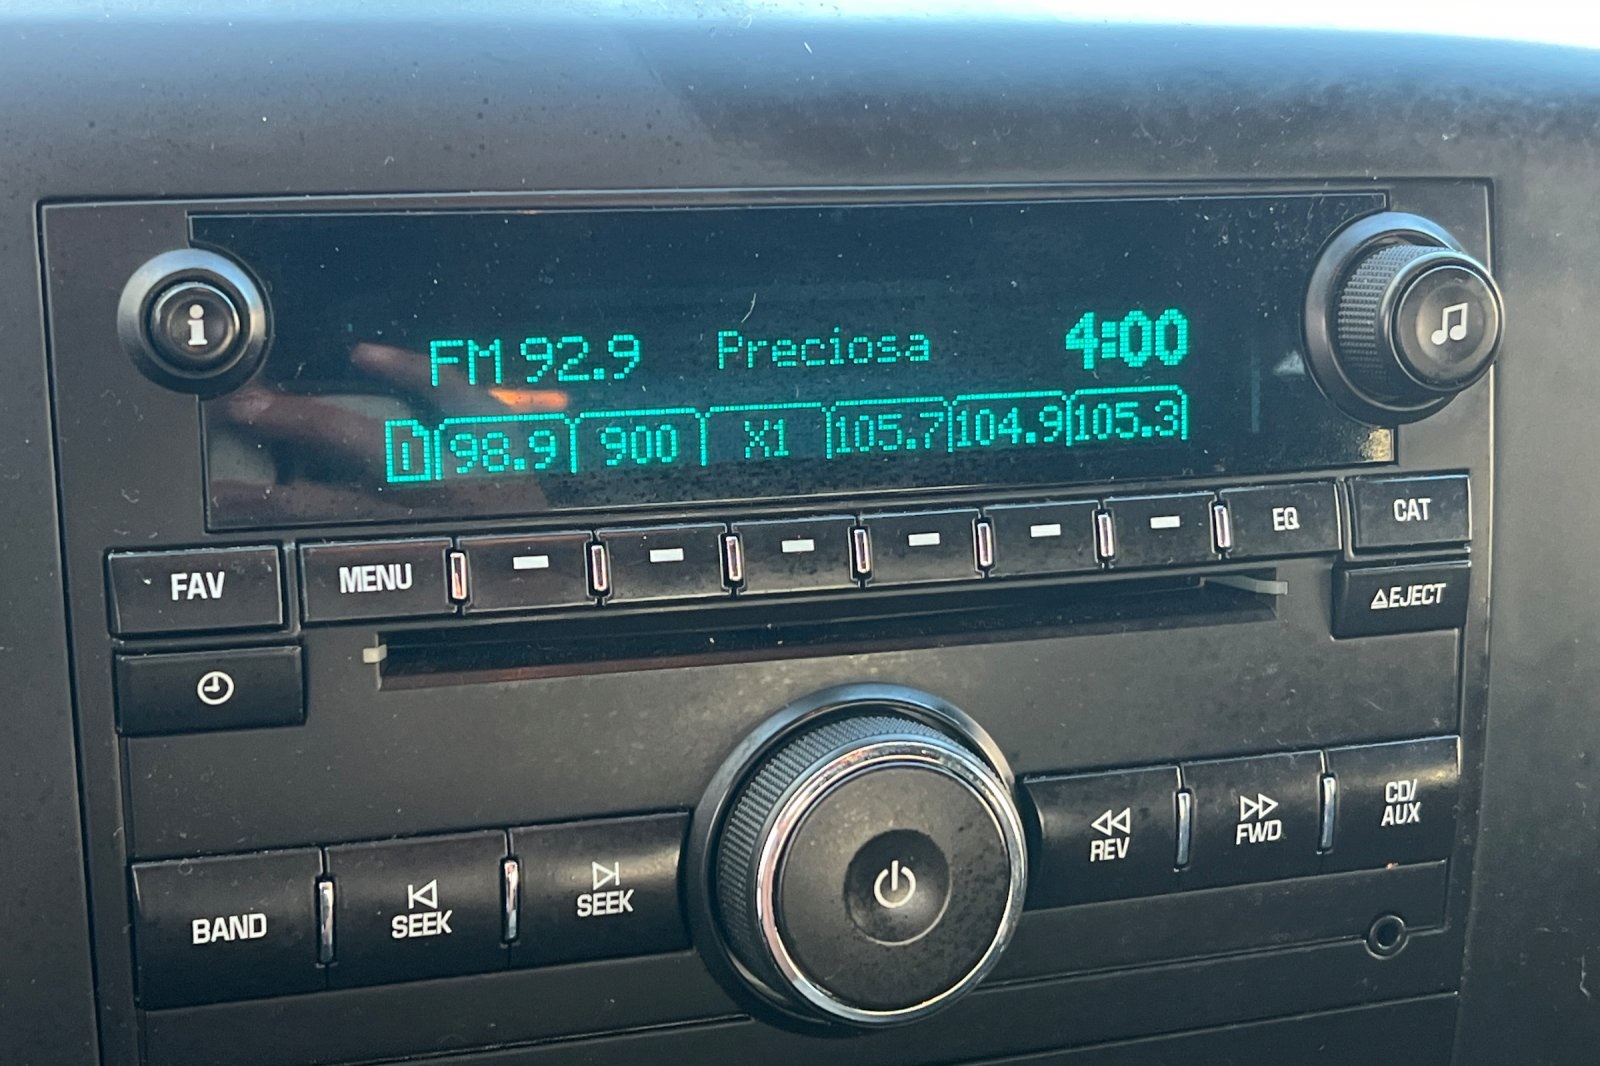 i
FM 92.9 Preciosa 4:00
1 98.9 900 X1 105.7 104.9 105.3
FAV MENU EQ CAT
EJECT
BAND SEEK SEEK REV FWD CD/
AUX